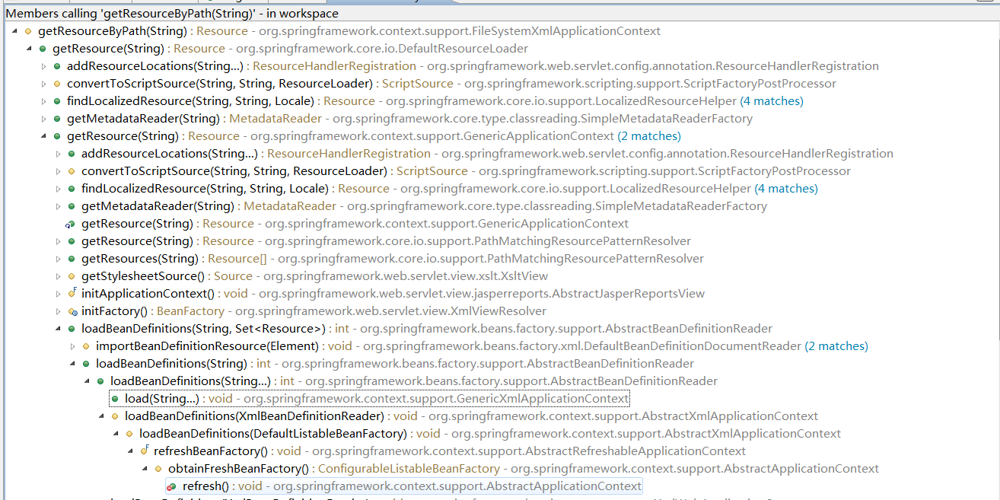 Members calling 'getResourceByPath(String)' - in workspace
getResourceByPath(String) : Resource - org.springframework.context.support.FileSystemXmlApplicationContext
getResource(String) : Resource - org.springframework.core.io.DefaultResourceLoader
addResourceLocations(String...) : ResourceHandlerRegistration - org.springframework.web.servlet.config.annotation.ResourceHandlerRegistration
convertToScriptSource(String, String, ResourceLoader) : ScriptSource - org.springframework.scripting.support.ScriptFactoryPostProcessor
findLocalizedResource(String, String, Locale) : Resource - org.springframework.core.io.support.LocalizedResourceHelper (4 matches)
getMetadataReader(String) : MetadataReader - org.springframework.core.type.classreading.SimpleMetadataReaderFactory
getResource(String) : Resource - org.springframework.context.support.GenericApplicationContext (2 matches)
addResourceLocations(String...) : ResourceHandlerRegistration - org.springframework.web.servlet.config.annotation.ResourceHandlerRegistration
convertToScriptSource(String, String, ResourceLoader) : ScriptSource - org.springframework.scripting.support.ScriptFactoryPostProcessor
findLocalizedResource(String, String, Locale) : Resource - org.springframework.core.io.support.LocalizedResourceHelper (4 matches)
getMetadataReader(String) : MetadataReader - org.springframework.core.type.classreading.SimpleMetadataReaderFactory
getResource(String) : Resource - org.springframework.context.support.GenericApplicationContext
getResource(String) : Resource - org.springframework.core.io.support.PathMatchingResourcePatternResolver
getResources(String) : Resource[] - org.springframework.core.io.support.PathMatchingResourcePatternResolver
getStylesheetSource() : Source - org.springframework.web.servlet.view.xslt.XsltView
initApplicationContext() : void - org.springframework.web.servlet.view.jasperreports.AbstractJasperReportsView
initFactory() : BeanFactory - org.springframework.web.servlet.view.XmlViewResolver
loadBeanDefinitions(String, Set<Resource>) : int - org.springframework.beans.factory.support.AbstractBeanDefinitionReader
importBeanDefinitionResource(Element) : void - org.springframework.beans.factory.xml.DefaultBeanDefinitionDocumentReader (2 matches)
loadBeanDefinitions(String) : int - org.springframework.beans.factory.support.AbstractBeanDefinitionReader
loadBeanDefinitions(String...) : int - org.springframework.beans.factory.support.AbstractBeanDefinitionReader
load(String...) : void - org.springframework.context.support.GenericXmlApplicationContext
loadBeanDefinitions(XmlBeanDefinitionReader) : void - org.springframework.context.support.AbstractXmlApplicationContext
loadBeanDefinitions(DefaultListableBeanFactory) : void - org.springframework.context.support.AbstractXmlApplicationContext
refreshBeanFactory() : void - org.springframework.context.support.AbstractRefreshableApplicationContext
obtainFreshBeanFactory() : ConfigurableListableBeanFactory - org.springframework.context.support.AbstractApplicationContext
refresh() : void - org.springframework.context.support.AbstractApplicationContext